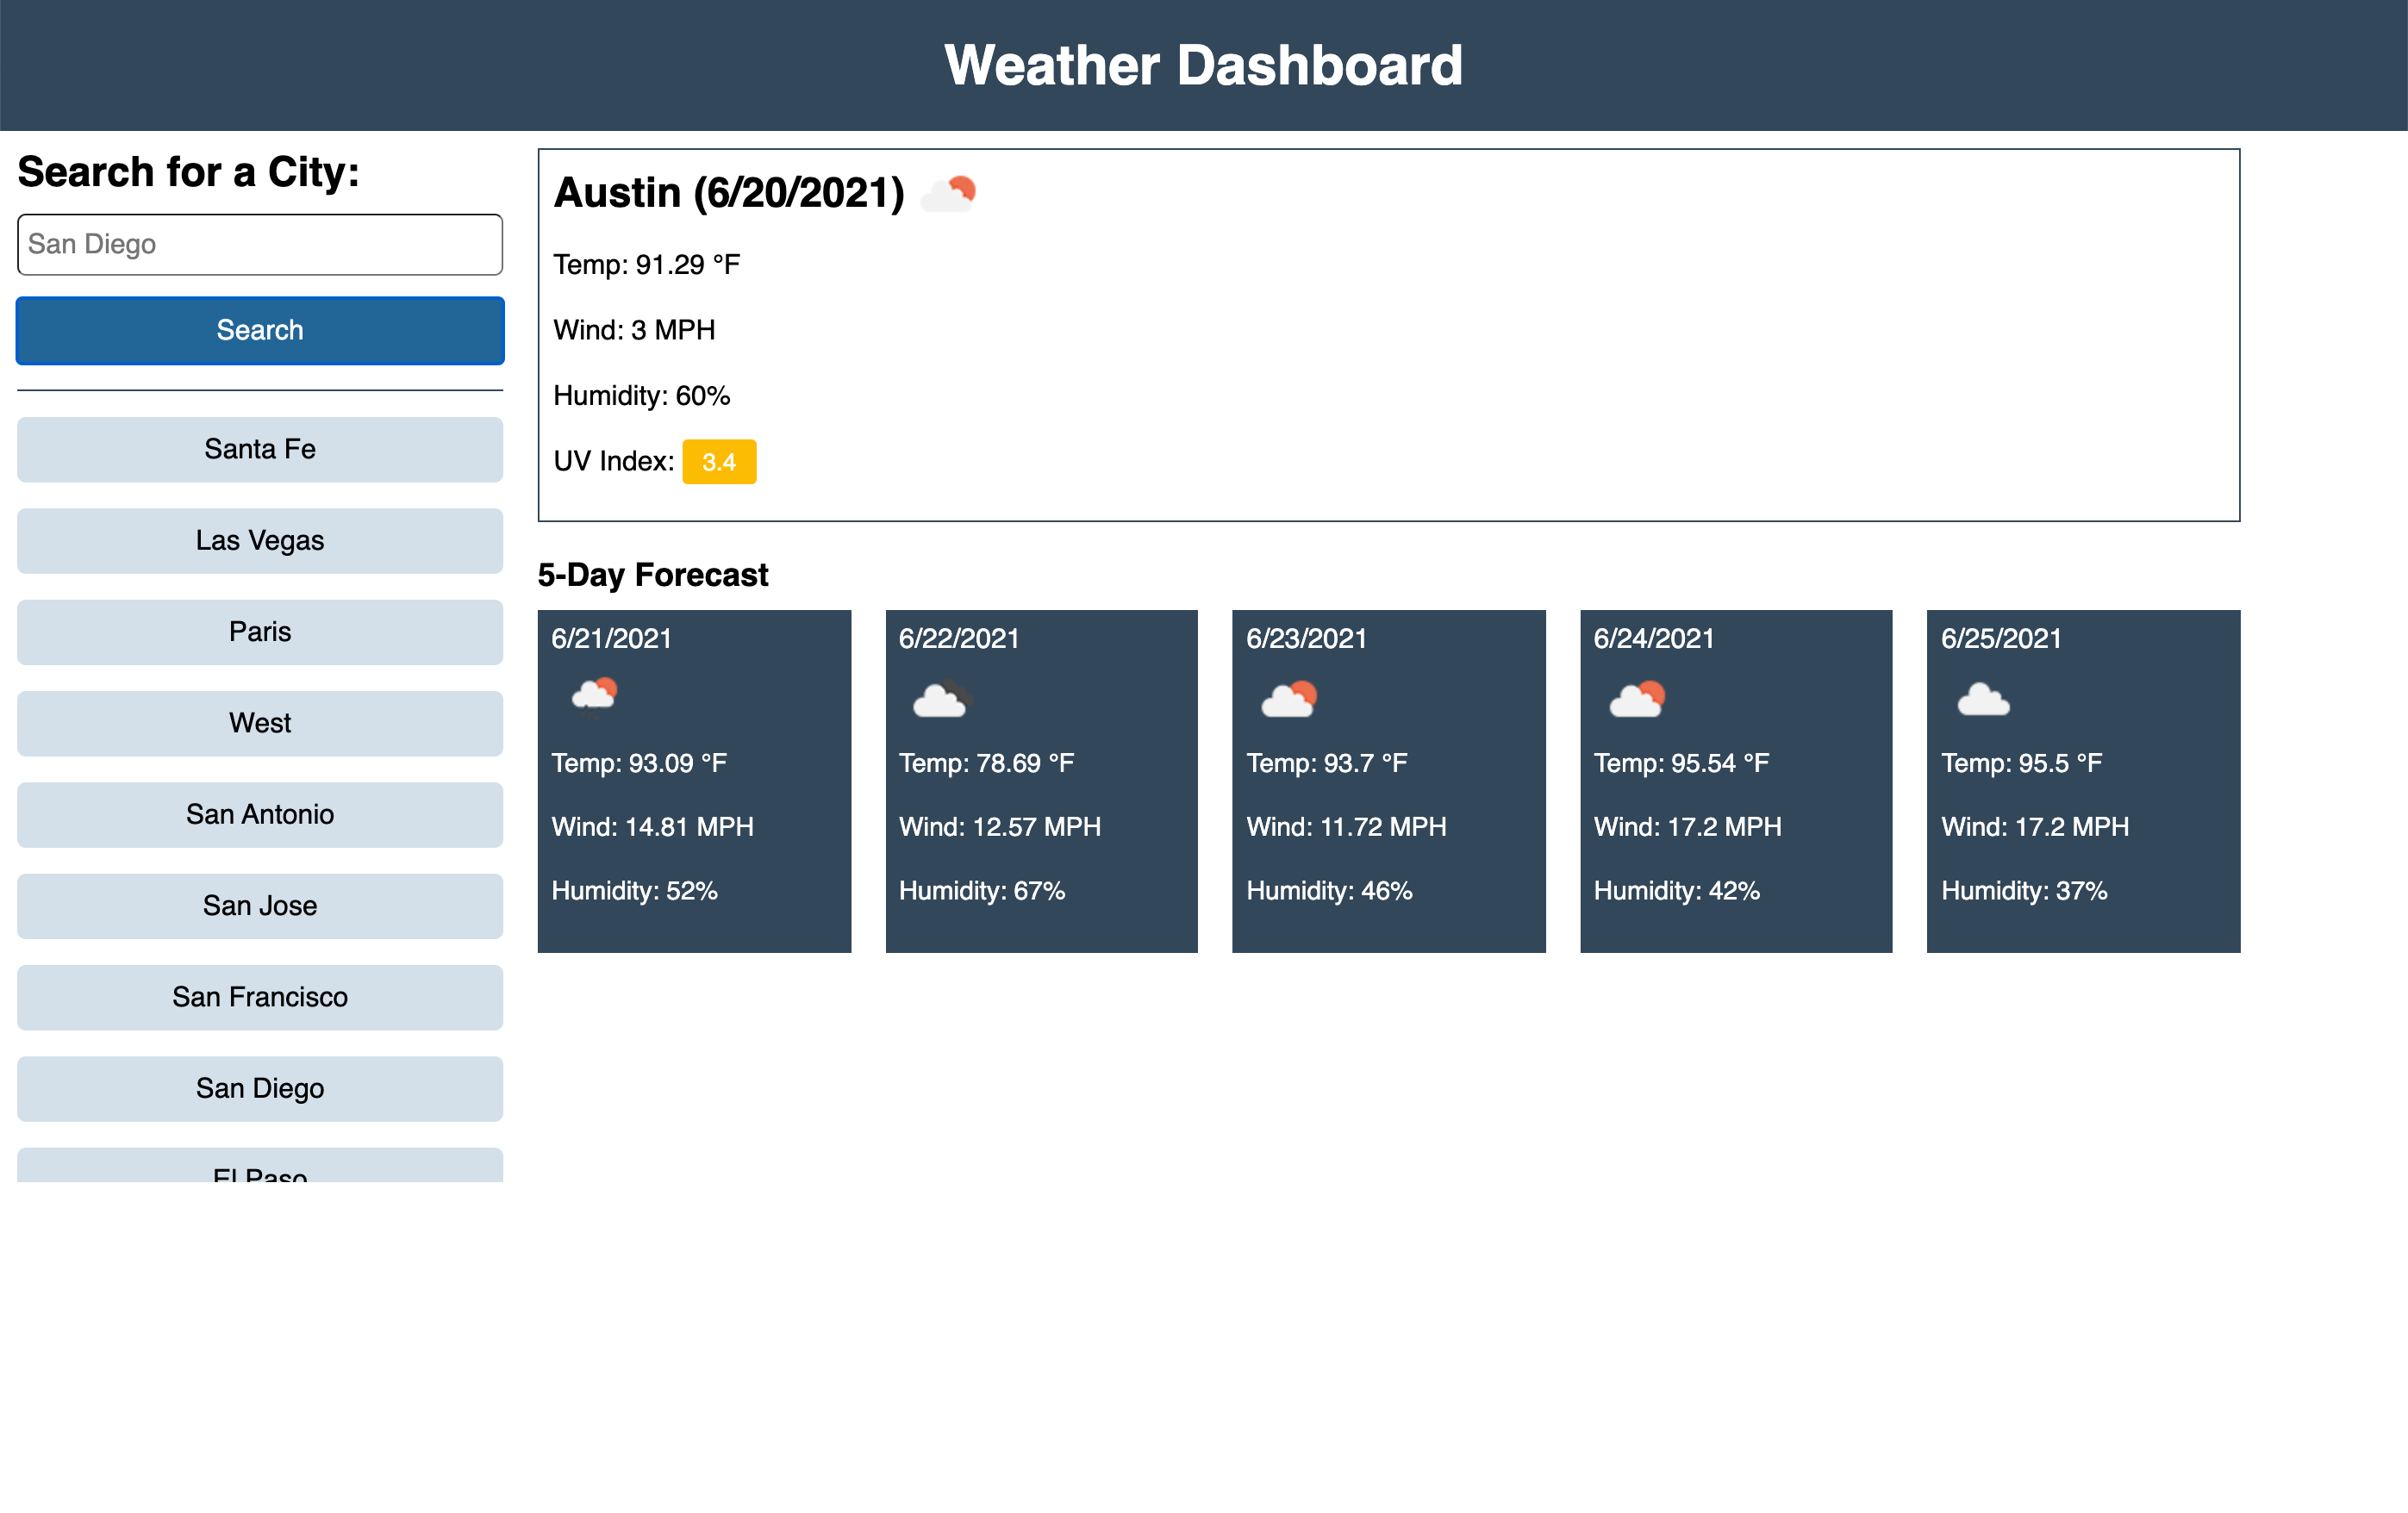 Weather Dashboard
Search for a City:
San Diego
Search
Santa Fe
Las Vegas
Paris
West
San Antonio
San Jose
San Francisco
San Diego
El Paso
Austin (6/20/2021)
Temp: 91.29 °F
Wind: 3 MPH
Humidity: 60%
UV Index: 3.4
5-Day Forecast
6/21/2021
Temp: 93.09 °F
Wind: 14.81 MPH
Humidity: 52%
6/22/2021
Temp: 78.69 °F
Wind: 12.57 MPH
Humidity: 67%
6/23/2021
Temp: 93.7 °F
Wind: 11.72 MPH
Humidity: 46%
6/24/2021
Temp: 95.54 °F
Wind: 17.2 MPH
Humidity: 42%
6/25/2021
Temp: 95.5 °F
Wind: 17.2 MPH
Humidity: 37%